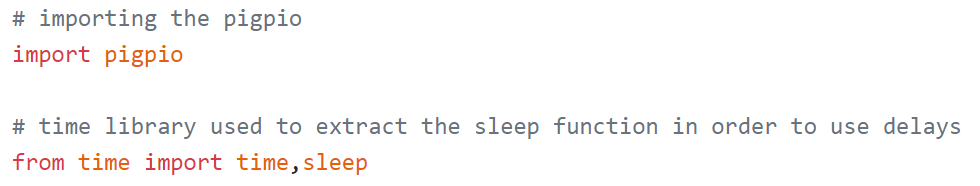 # importing the pigpio
import pigpio
# time library used to extract the sleep function in order to use delays
from time import time,sleep